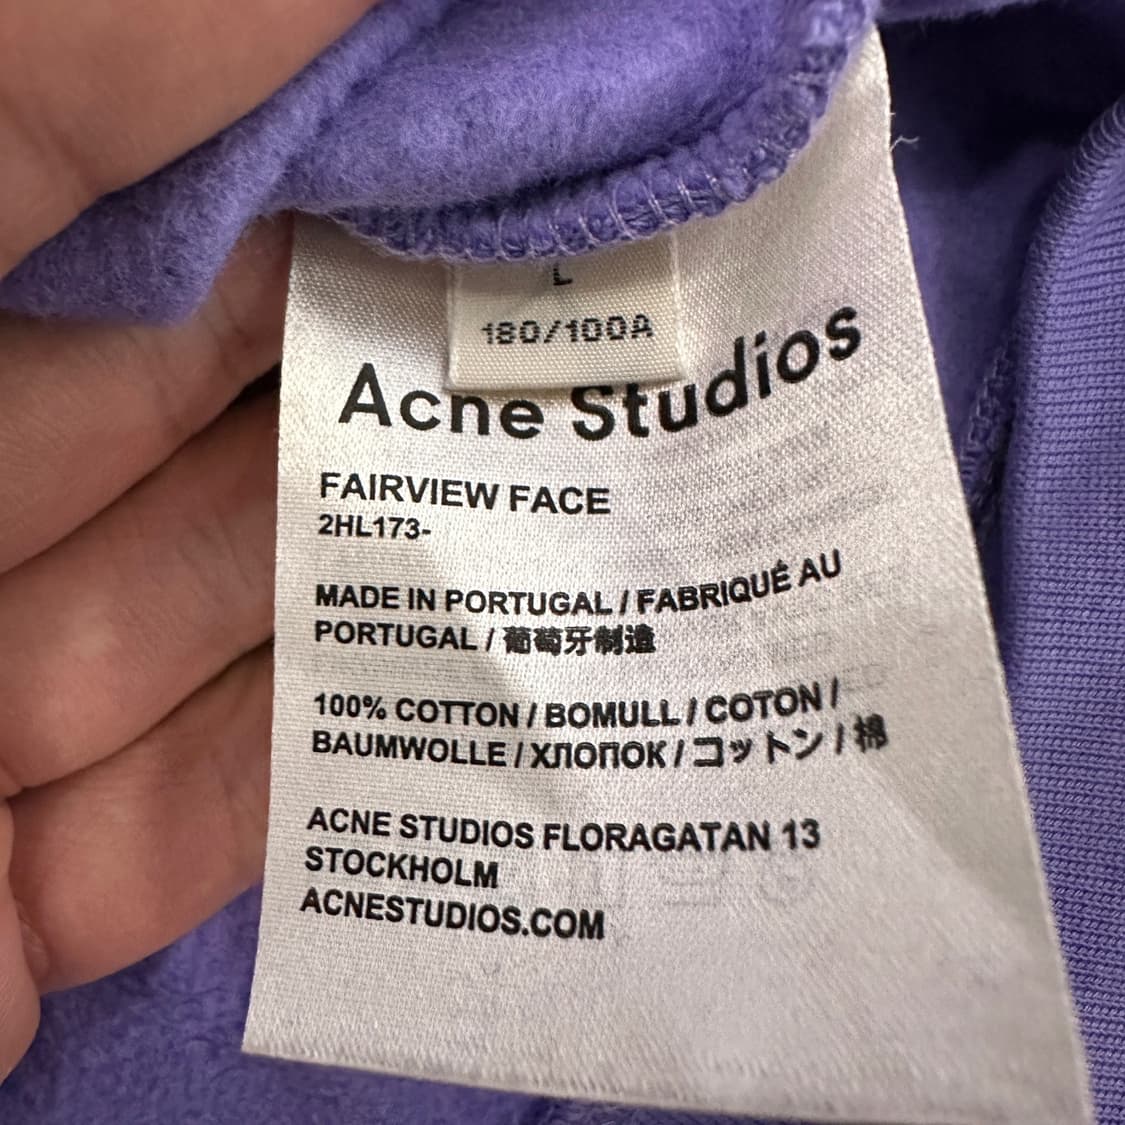 L
180/100A
Acne Studios
FAIRVIEW FACE
2HL173-
MADE IN PORTUGAL / FABRIQUÉ AU
PORTUGAL / 葡萄牙制造
100% COTTON / BOMULL / COTON /
BAUMWOLLE / ХЛОПОК / コットン / 棉
ACNE STUDIOS FLORAGATAN 13
STOCKHOLM
ACNESTUDIOS.COM